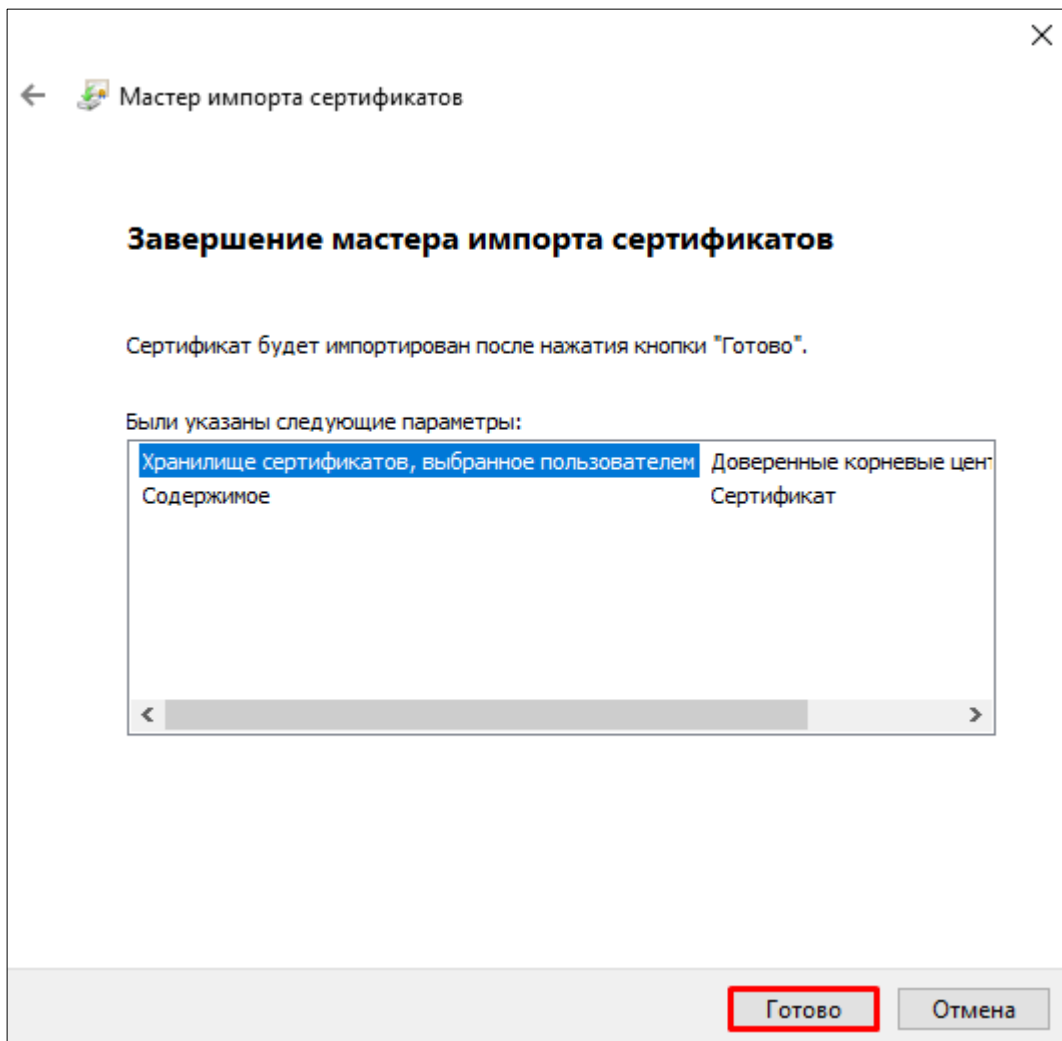 Мастер импорта сертификатов
Завершение мастера импорта сертификатов
Сертификат будет импортирован после нажатия кнопки "Готово".
Были указаны следующие параметры:
Хранилище сертификатов, выбранное пользователем Доверенные корневые цент
Содержимое Сертификат
Готово Отмена